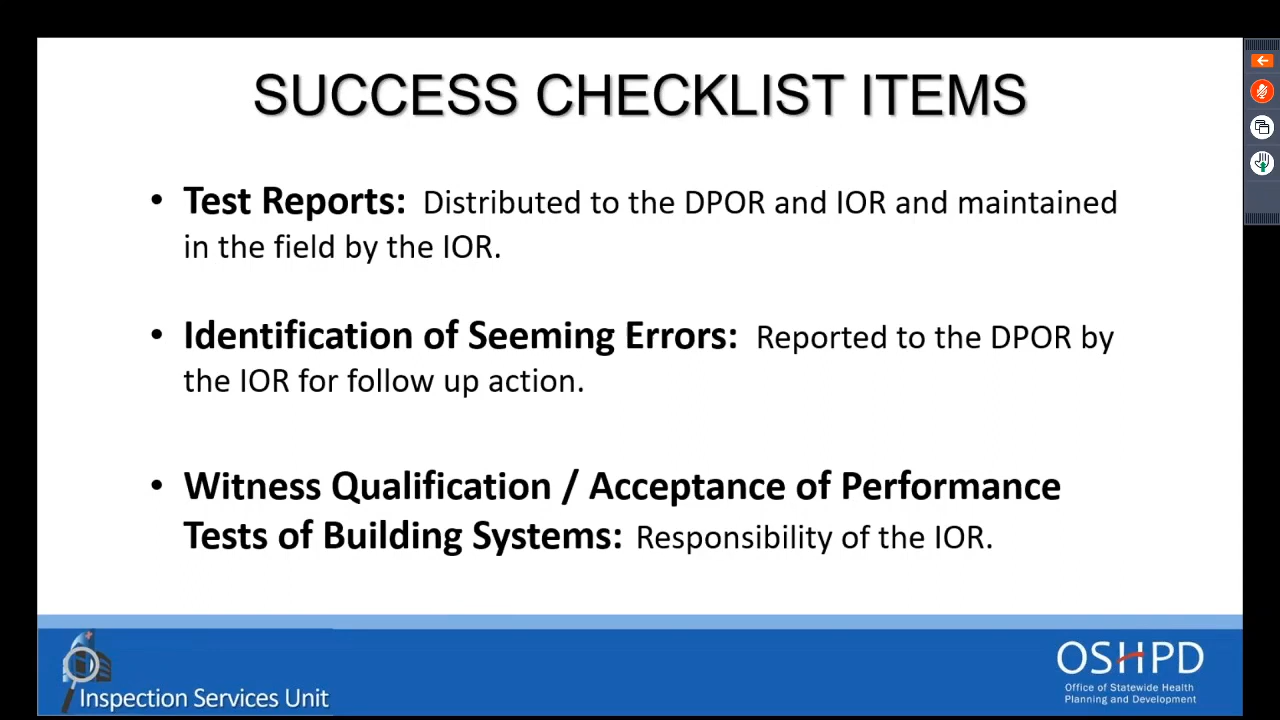 SUCCESS CHECKLIST ITEMS
• Test Reports: Distributed to the DPOR and IOR and maintained
in the field by the IOR.
• Identification of Seeming Errors: Reported to the DPOR by
the IOR for follow up action.
• Witness Qualification / Acceptance of Performance
Tests of Building Systems: Responsibility of the IOR.
Inspection Services Unit
OSHPD
Office of Statewide Health
Planning and Development